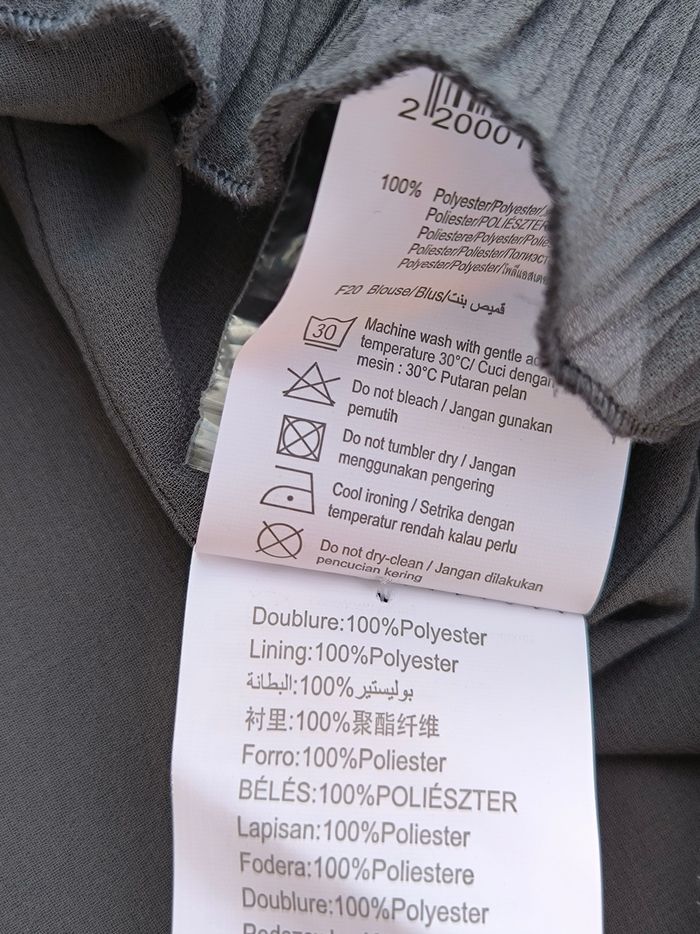 2 20001
100% Polyester/Polyester/
Poliester/POLIÉSZTER
Poliestere/Polyester/
Poliester/Poliester/Полиэст
Polyester/Polyester/
F20 Blouse/Blus/قميص بنت
30
Machine wash with gentle
temperature 30°C/ Cuci dengan
mesin : 30°C Putaran pelan
Do not bleach / Jangan gunakan
pemutih
Do not tumbler dry / Jangan
menggunakan pengering
Cool ironing / Setrika dengan
temperatur rendah kalau perlu
Do not dry-clean / Jangan dilakukan
pencucian kering
Doublure:100%Polyester
Lining:100%Polyester
البطانة:100%بوليستير
衬里:100%聚酯纤维
Forro:100%Poliester
BÉLÉS:100%POLIÉSZTER
Lapisan:100%Poliester
Fodera:100%Poliestere
Doublure:100%Polyester